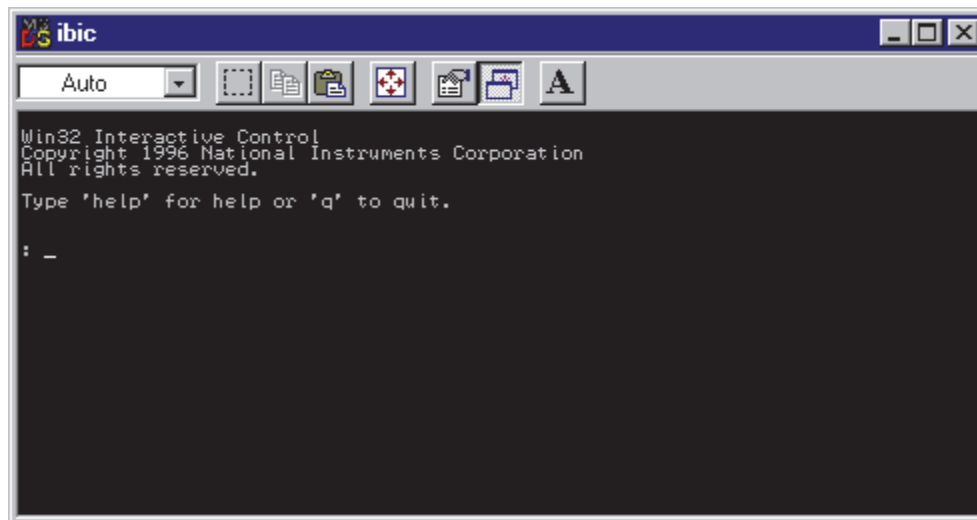 ibic
Auto
A
Win32 Interactive Control
Copyright 1996 National Instruments Corporation
All rights reserved.
Type 'help' for help or 'q' to quit.
: _